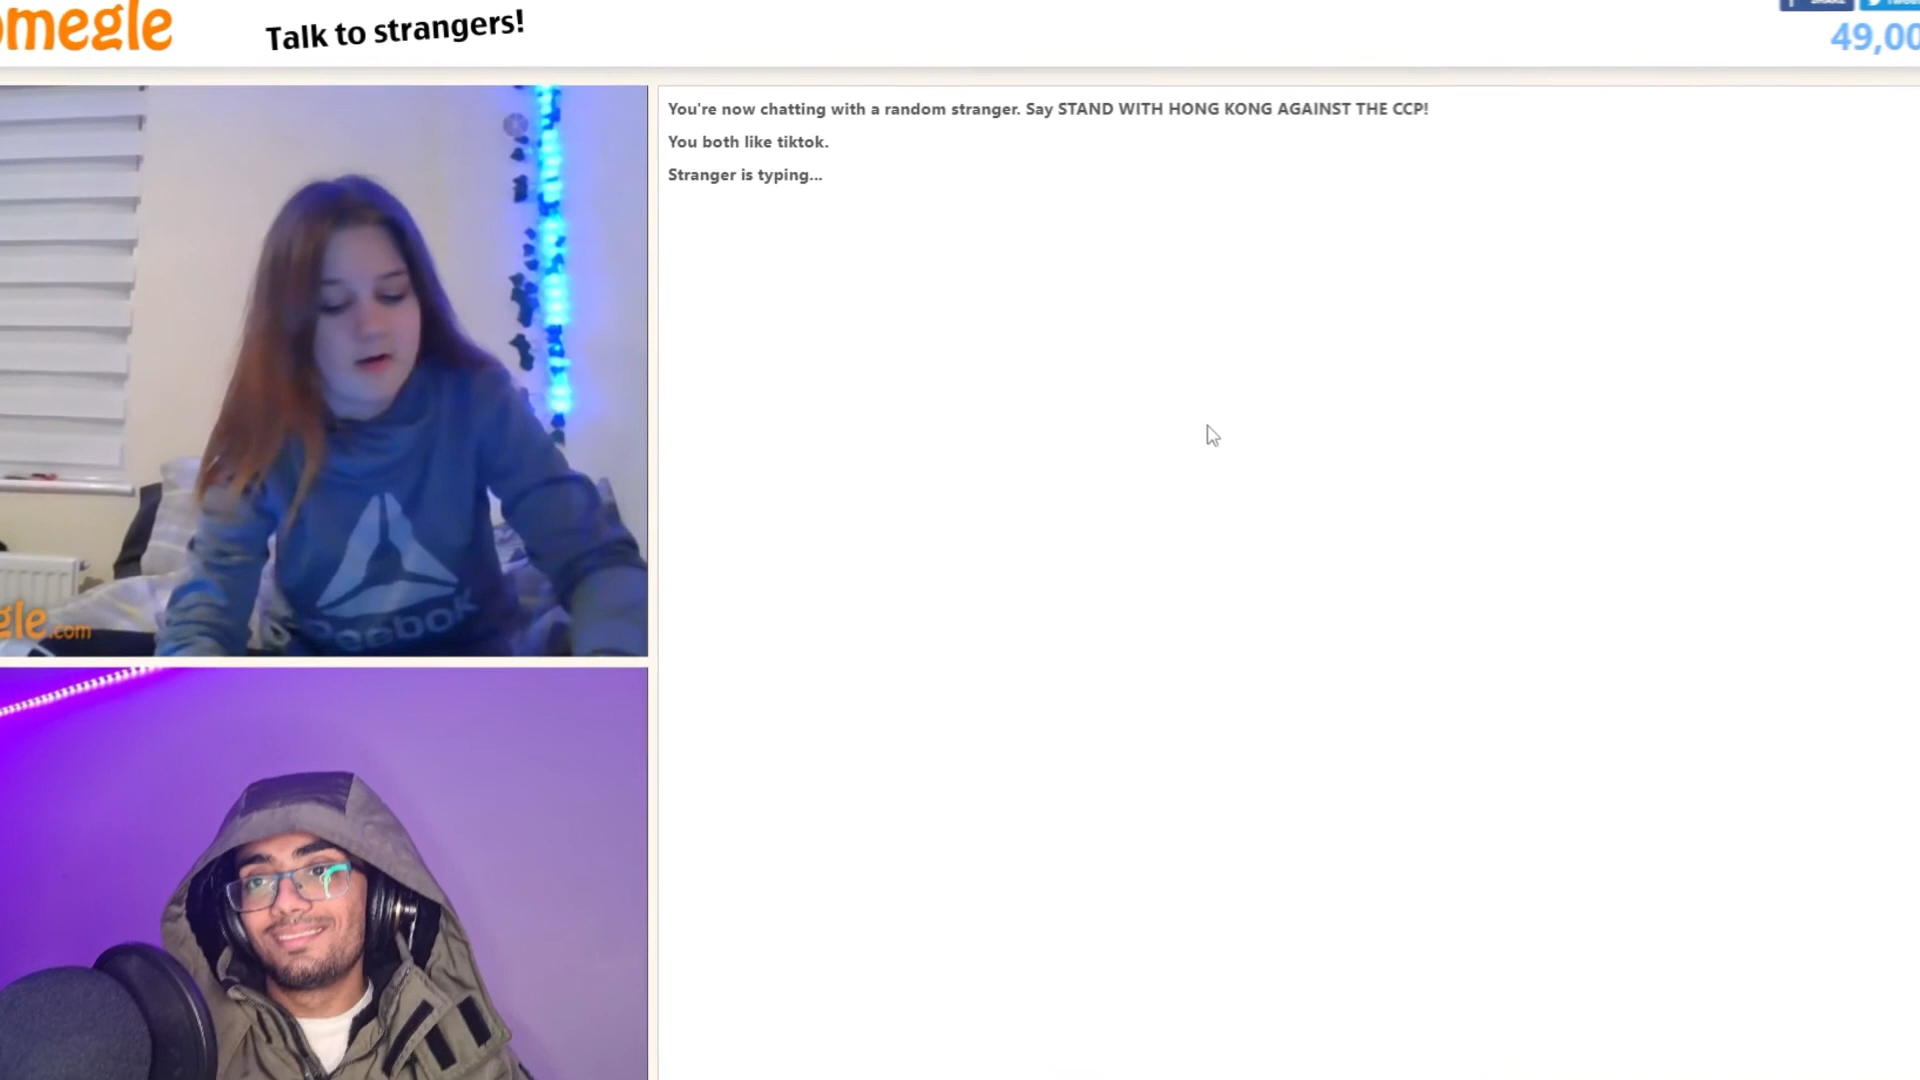 omegle
Talk to strangers!
49,00
You're now chatting with a random stranger. Say STAND WITH HONG KONG AGAINST THE CCP!
You both like tiktok.
Stranger is typing...
Reebok
gle.com